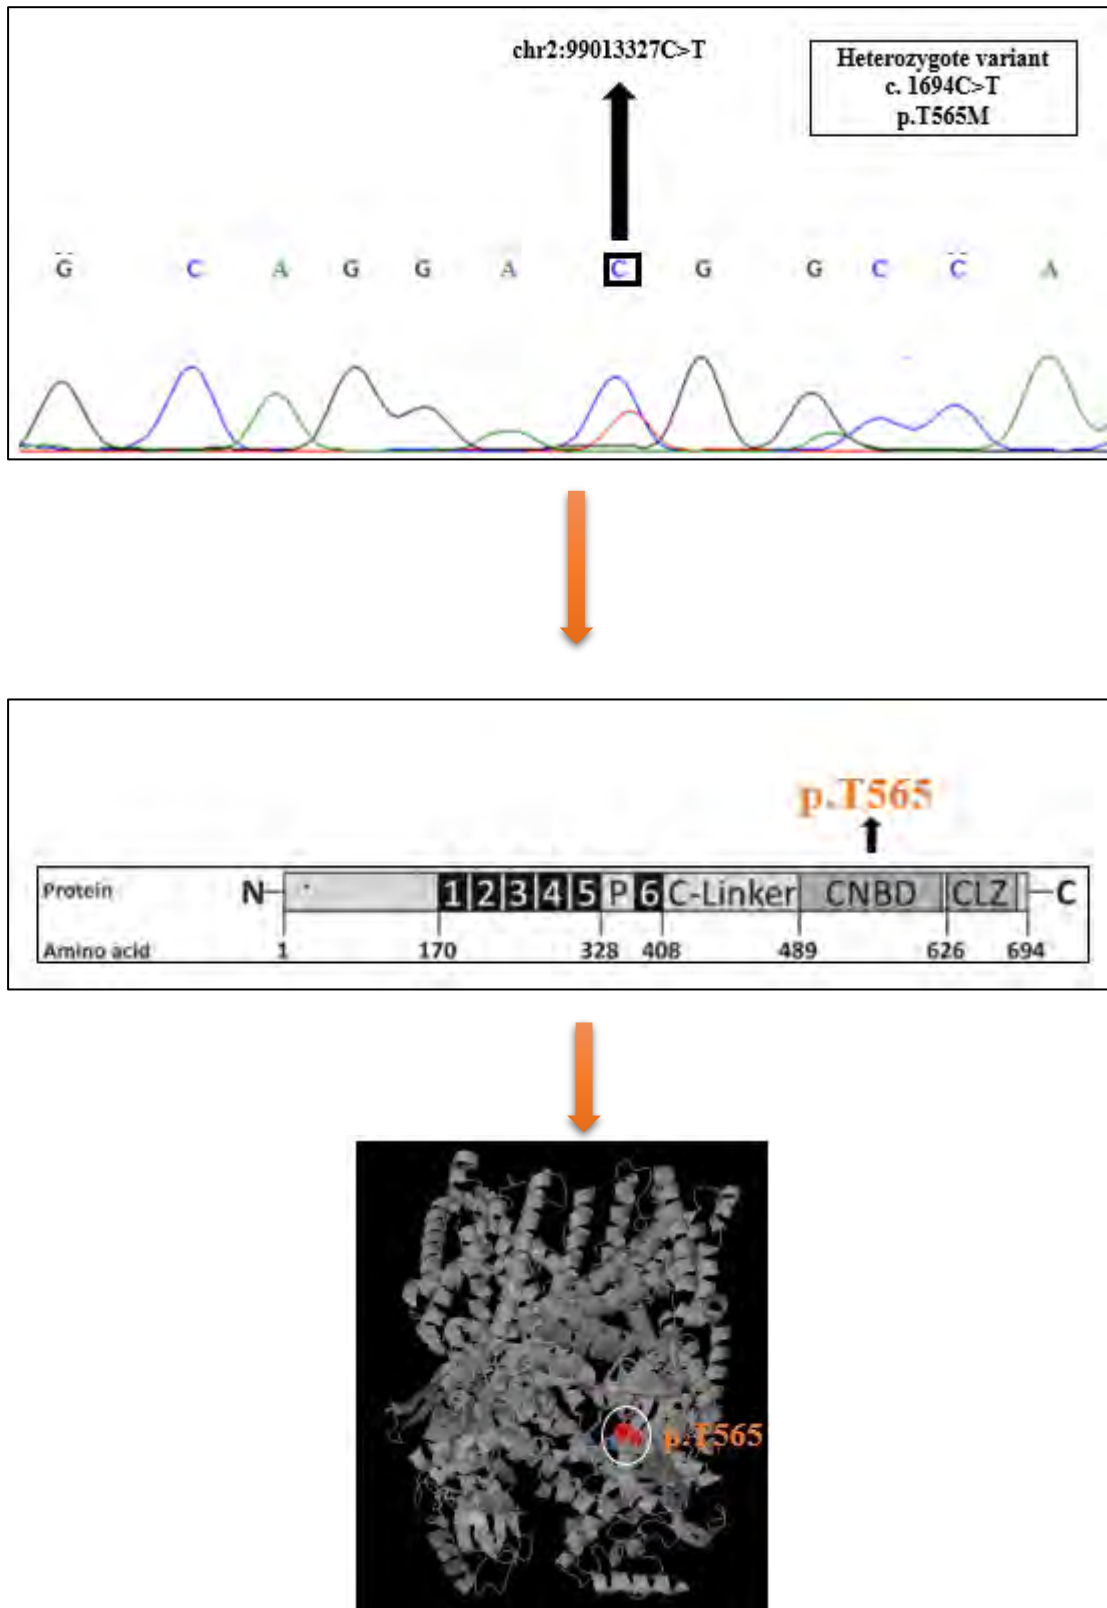 chr2:99013327C>T
Heterozygote variant
c. 1694C>T
p.T565M
G C A G G A C G G C C A
p.T565
Protein N 1 2 3 4 5 P 6 C-Linker CNBD CLZ C
Amino acid 1 170 328 408 489 626 694
p.T565